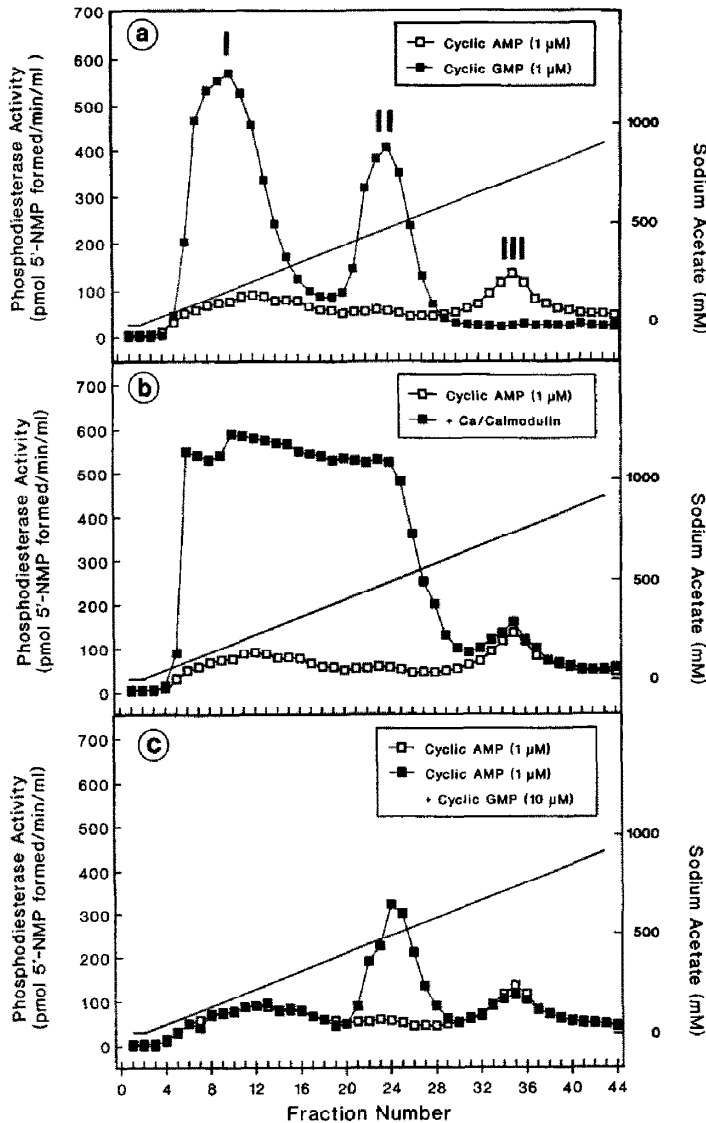 a
I
II
III
Cyclic AMP (1 µM)
Cyclic GMP (1 µM)
Phosphodiesterase Activity
(pmol 5'-NMP formed/min/ml )
700
600
500
400
300
200
100
0
1000
500
0
Sodium Acetate (mM)
b
Cyclic AMP (1 µM)
+ Ca/Calmodulin
Phosphodiesterase Activity
(pmol 5'-NMP formed/min/ml)
700
600
500
400
300
200
100
0
1000
500
0
Sodium Acetate (mM)
c
Cyclic AMP (1 µM)
Cyclic AMP (1 µM)
+ Cyclic GMP (10 µM)
Phosphodiesterase Activity
(pmol 5'-NMP formed/min/ml)
700
600
500
400
300
200
100
0
1000
500
0
Sodium Acetate (mM)
0 4 8 12 16 20 24 28 32 36 40 44
Fraction Number